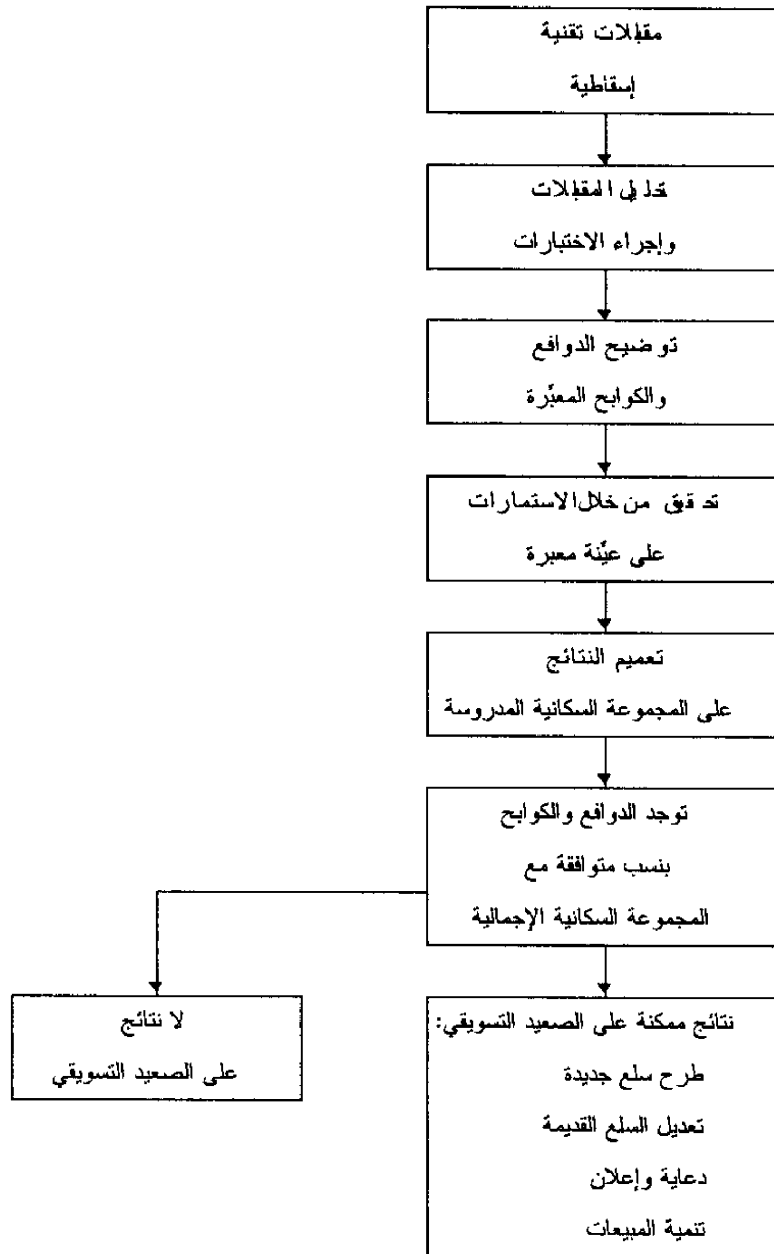 مقابلات تقنية
إسقاطية
تحليل المقابلات
وإجراء الاختبارات
توضيح الدوافع
والكوابح المعبّرة
تدقيق من خلال الاستمارات
على عيّنة معبرة
تعميم النتائج
على المجموعة السكانية المدروسة
توجد الدوافع والكوابح
بنسب متوافقة مع
المجموعة السكانية الإجمالية
لا نتائج
على الصعيد التسويقي
نتائج ممكنة على الصعيد التسويقي:
طرح سلع جديدة
تعديل السلع القديمة
دعاية وإعلان
تنمية المبيعات